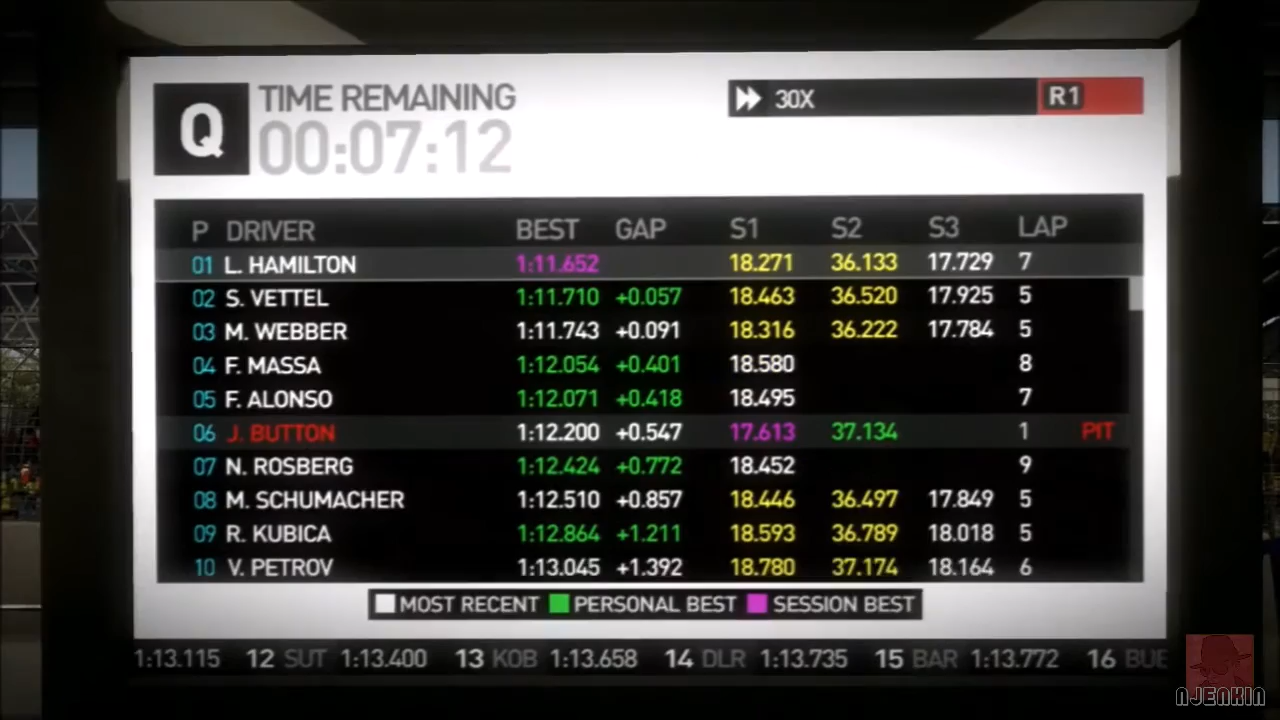 Q TIME REMAINING
00:07:12
30X R1
P DRIVER BEST GAP S1 S2 S3 LAP
01 L. HAMILTON 1:11.652 18.271 36.133 17.729 7
02 S. VETTEL 1:11.710 +0.057 18.463 36.520 17.925 5
03 M. WEBBER 1:11.743 +0.091 18.316 36.222 17.784 5
04 F. MASSA 1:12.054 +0.401 18.580 8
05 F. ALONSO 1:12.071 +0.418 18.495 7
06 J. BUTTON 1:12.200 +0.547 17.613 37.134 1 PIT
07 N. ROSBERG 1:12.424 +0.772 18.452 9
08 M. SCHUMACHER 1:12.510 +0.857 18.446 36.497 17.849 5
09 R. KUBICA 1:12.864 +1.211 18.593 36.789 18.018 5
10 V. PETROV 1:13.045 +1.392 18.780 37.174 18.164 6
MOST RECENT PERSONAL BEST SESSION BEST
1:13.115 12 SUT 1:13.400 13 KOB 1:13.658 14 DLR 1:13.735 15 BAR 1:13.772 16 BUE
NJENKIN